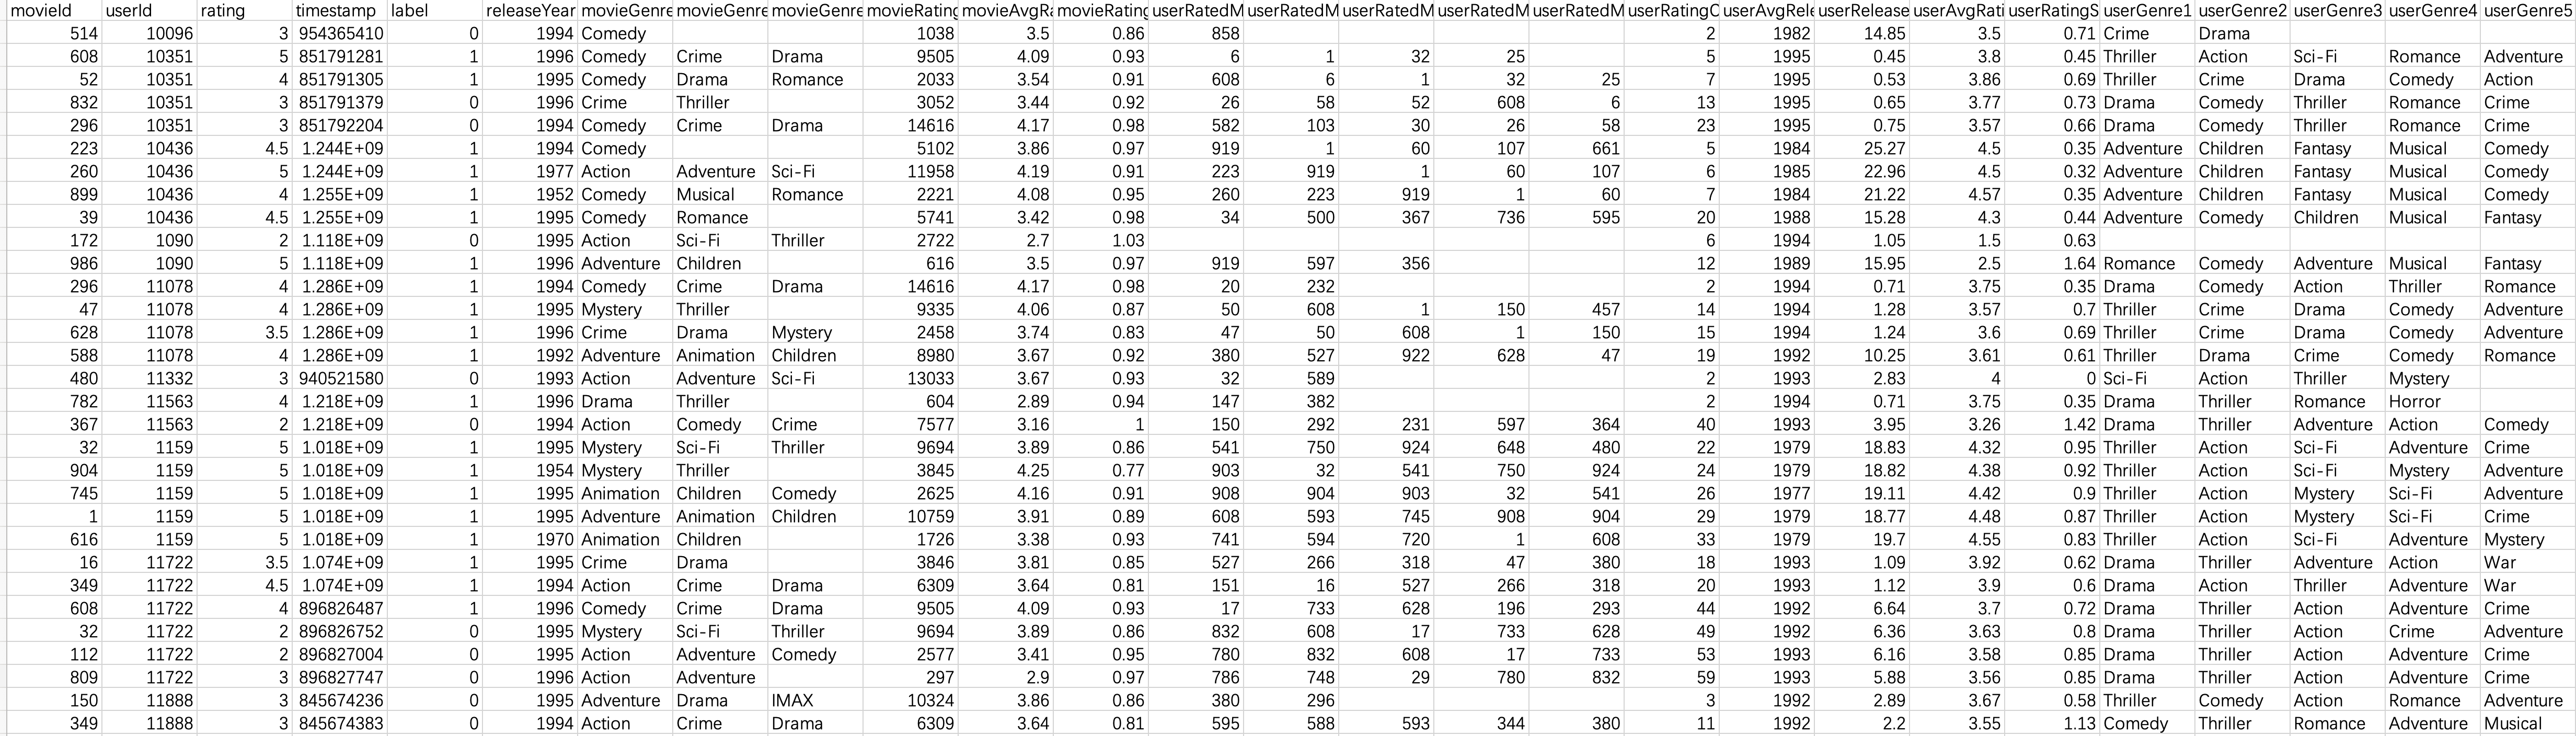 movieId userId rating timestamp label releaseYear movieGenre movieGenre movieGenre movieRating movieAvgRa movieRating userRatedM userRatedM userRatedM userRatedM userRatedM userRatingC userAvgRele userRelease userAvgRati userRatingS userGenre1 userGenre2 userGenre3 userGenre4 userGenre5
514 10096 3 954365410 0 1994 Comedy 1038 3.5 0.86 858 2 1982 14.85 3.5 0.71 Crime Drama
608 10351 5 851791281 1 1996 Comedy Crime Drama 9505 4.09 0.93 6 1 32 25 5 1995 0.45 3.8 0.45 Thriller Action Sci-Fi Romance Adventure
52 10351 4 851791305 1 1995 Comedy Drama Romance 2033 3.54 0.91 608 6 1 32 25 7 1995 0.53 3.86 0.69 Thriller Crime Drama Comedy Action
832 10351 3 851791379 0 1996 Crime Thriller 3052 3.44 0.92 26 58 52 608 6 13 1995 0.65 3.77 0.73 Drama Comedy Thriller Romance Crime
296 10351 3 851792204 0 1994 Comedy Crime Drama 14616 4.17 0.98 582 103 30 26 58 23 1995 0.75 3.57 0.66 Drama Comedy Thriller Romance Crime
223 10436 4.5 1.244E+09 1 1994 Comedy 5102 3.86 0.97 919 1 60 107 661 5 1984 25.27 4.5 0.35 Adventure Children Fantasy Musical Comedy
260 10436 5 1.244E+09 1 1977 Action Adventure Sci-Fi 11958 4.19 0.91 223 919 1 60 107 6 1985 22.96 4.5 0.32 Adventure Children Fantasy Musical Comedy
899 10436 4 1.255E+09 1 1952 Comedy Musical Romance 2221 4.08 0.95 260 223 919 1 60 7 1984 21.22 4.57 0.35 Adventure Children Fantasy Musical Comedy
39 10436 4.5 1.255E+09 1 1995 Comedy Romance 5741 3.42 0.98 34 500 367 736 595 20 1988 15.28 4.3 0.44 Adventure Comedy Children Musical Fantasy
172 1090 2 1.118E+09 0 1995 Action Sci-Fi Thriller 2722 2.7 1.03 6 1994 1.05 1.5 0.63
986 1090 5 1.118E+09 1 1996 Adventure Children 616 3.5 0.97 919 597 356 12 1989 15.95 2.5 1.64 Romance Comedy Adventure Musical Fantasy
296 11078 4 1.286E+09 1 1994 Comedy Crime Drama 14616 4.17 0.98 20 232 2 1994 0.71 3.75 0.35 Drama Comedy Action Thriller Romance
47 11078 4 1.286E+09 1 1995 Mystery Thriller 9335 4.06 0.87 50 608 1 150 457 14 1994 1.28 3.57 0.7 Thriller Crime Drama Comedy Adventure
628 11078 3.5 1.286E+09 1 1996 Crime Drama Mystery 2458 3.74 0.83 47 50 608 1 150 15 1994 1.24 3.6 0.69 Thriller Crime Drama Comedy Adventure
588 11078 4 1.286E+09 1 1992 Adventure Animation Children 8980 3.67 0.92 380 527 922 628 47 19 1992 10.25 3.61 0.61 Thriller Drama Crime Comedy Romance
480 11332 3 940521580 0 1993 Action Adventure Sci-Fi 13033 3.67 0.93 32 589 2 1993 2.83 4 0 Sci-Fi Action Thriller Mystery
782 11563 4 1.218E+09 1 1996 Drama Thriller 604 2.89 0.94 147 382 2 1994 0.71 3.75 0.35 Drama Thriller Romance Horror
367 11563 2 1.218E+09 0 1994 Action Comedy Crime 7577 3.16 1 150 292 231 597 364 40 1993 3.95 3.26 1.42 Drama Thriller Adventure Action Comedy
32 1159 5 1.018E+09 1 1995 Mystery Sci-Fi Thriller 9694 3.89 0.86 541 750 924 648 480 22 1979 18.83 4.32 0.95 Thriller Action Sci-Fi Adventure Crime
904 1159 5 1.018E+09 1 1954 Mystery Thriller 3845 4.25 0.77 903 32 541 750 924 24 1979 18.82 4.38 0.92 Thriller Action Sci-Fi Mystery Adventure
745 1159 5 1.018E+09 1 1995 Animation Children Comedy 2625 4.16 0.91 908 904 903 32 541 26 1977 19.11 4.42 0.9 Thriller Action Mystery Sci-Fi Adventure
1 1159 5 1.018E+09 1 1995 Adventure Animation Children 10759 3.91 0.89 608 593 745 908 904 29 1979 18.77 4.48 0.87 Thriller Action Mystery Sci-Fi Crime
616 1159 5 1.018E+09 1 1970 Animation Children 1726 3.38 0.93 741 594 720 1 608 33 1979 19.7 4.55 0.83 Thriller Action Sci-Fi Adventure Mystery
16 11722 3.5 1.074E+09 1 1995 Crime Drama 3846 3.81 0.85 527 266 318 47 380 18 1993 1.09 3.92 0.62 Drama Thriller Adventure Action War
349 11722 4.5 1.074E+09 1 1994 Action Crime Drama 6309 3.64 0.81 151 16 527 266 318 20 1993 1.12 3.9 0.6 Drama Action Thriller Adventure War
608 11722 4 896826487 1 1996 Comedy Crime Drama 9505 4.09 0.93 17 733 628 196 293 44 1992 6.64 3.7 0.72 Drama Thriller Action Adventure Crime
32 11722 2 896826752 0 1995 Mystery Sci-Fi Thriller 9694 3.89 0.86 832 608 17 733 628 49 1992 6.36 3.63 0.8 Drama Thriller Action Crime Adventure
112 11722 2 896827004 0 1995 Action Adventure Comedy 2577 3.41 0.95 780 832 608 17 733 53 1993 6.16 3.58 0.85 Drama Thriller Action Adventure Crime
809 11722 3 896827747 0 1996 Action Adventure 297 2.9 0.97 786 748 29 780 832 59 1993 5.88 3.56 0.85 Drama Thriller Action Adventure Crime
150 11888 3 845674236 0 1995 Adventure Drama IMAX 10324 3.86 0.86 380 296 3 1992 2.89 3.67 0.58 Thriller Comedy Action Romance Adventure
349 11888 3 845674383 0 1994 Action Crime Drama 6309 3.64 0.81 595 588 593 344 380 11 1992 2.2 3.55 1.13 Comedy Thriller Romance Adventure Musical